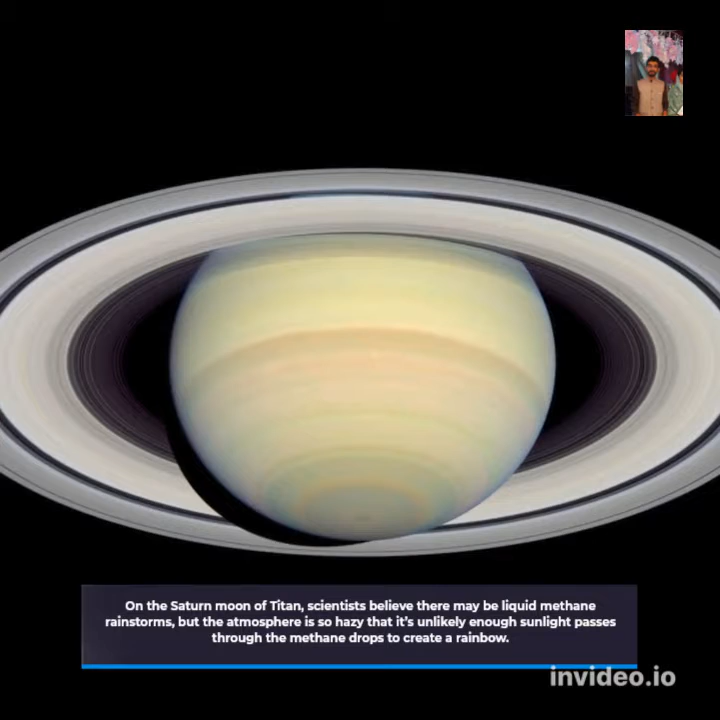 On the Saturn moon of Titan, scientists believe there may be liquid methane
rainstorms, but the atmosphere is so hazy that it's unlikely enough sunlight passes
through the methane drops to create a rainbow.
invideo.io